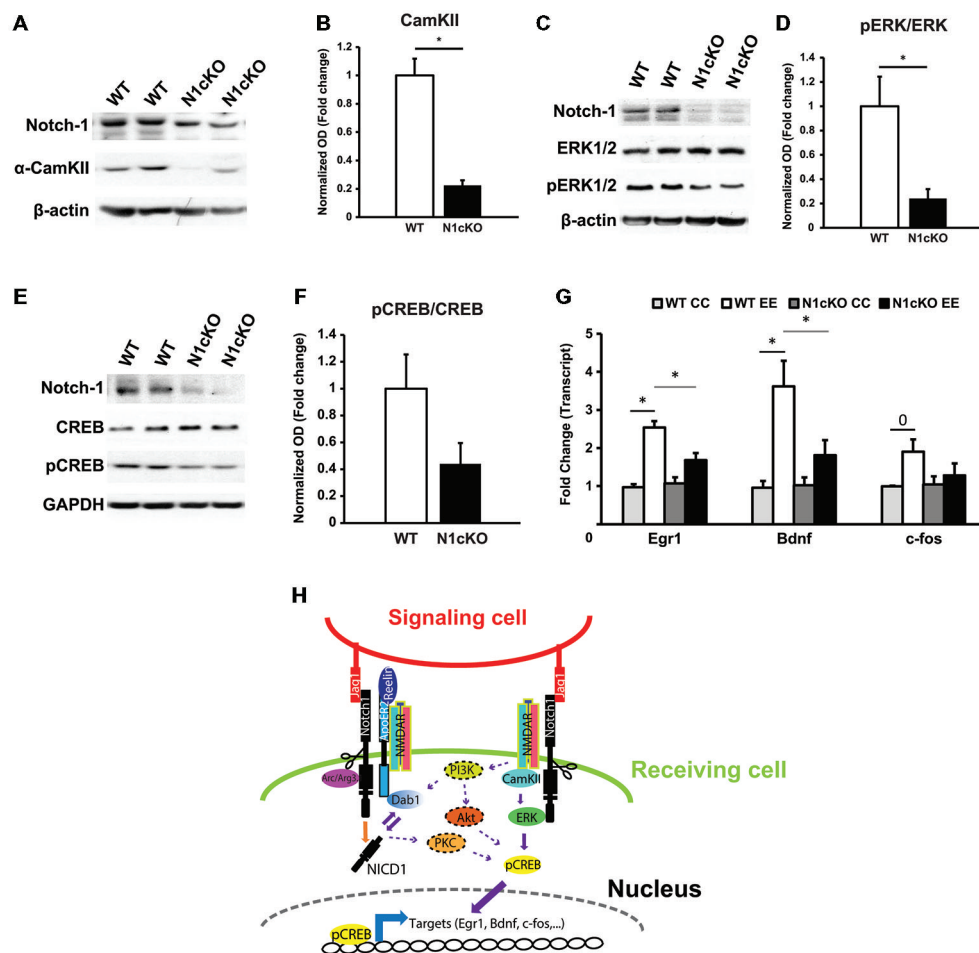 A
WT WT N1cKO N1cKO
Notch-1
α-CamKII
β-actin
B
CamKII
Normalized OD (Fold change)
1.2
1
0.8
0.6
0.4
0.2
0
*
WT N1cKO
C
WT WT N1cKO N1cKO
Notch-1
ERK1/2
pERK1/2
β-actin
D
pERK/ERK
Normalized OD (Fold change)
1.4
1.2
1
0.8
0.6
0.4
0.2
0
*
WT N1cKO
E
WT WT N1cKO N1cKO
Notch-1
CREB
pCREB
GAPDH
F
pCREB/CREB
Normalized OD (Fold change)
1.4
1.2
1
0.8
0.6
0.4
0.2
0
WT N1cKO
G
WT CC WT EE N1cKO CC N1cKO EE
Fold Change (Transcript)
5
4
3
2
1
0
* * * * 0
Egr1 Bdnf c-fos
H
Signaling cell
Jag1
Notch1
ApoER2
Reelin
NMDAR
NMDAR
Notch1
Jag1
Receiving cell
Arc/Arg3.
Dab1
PI3K
CamKII
Akt
ERK
PKC
NICD1
pCREB
Nucleus
pCREB
Targets (Egr1, Bdnf, c-fos,...)